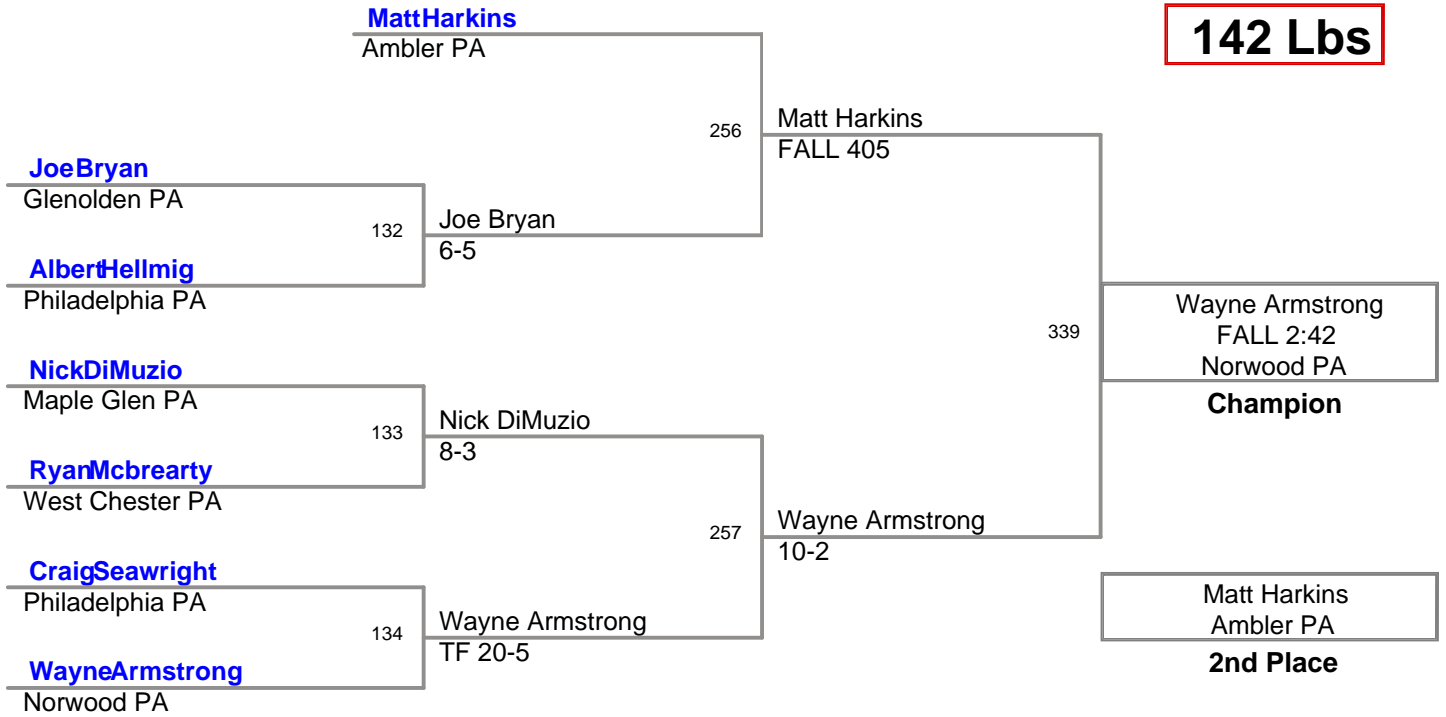 MattHarkins
142 Lbs
Ambler PA
256
Matt Harkins
FALL 405
JoeBryan
Glenolden PA
132
Joe Bryan
6-5
AlbertHellmig
Philadelphia PA
Wayne Armstrong
339
FALL 2:42
Norwood PA
Champion
NickDiMuzio
Maple Glen PA
133
Nick DiMuzio
8-3
RyanMcbrearty
West Chester PA
257
Wayne Armstrong
10-2
CraigSeawright
Philadelphia PA
134
Wayne Armstrong
TF 20-5
WayneArmstrong
Norwood PA
Matt Harkins
Ambler PA
2nd Place